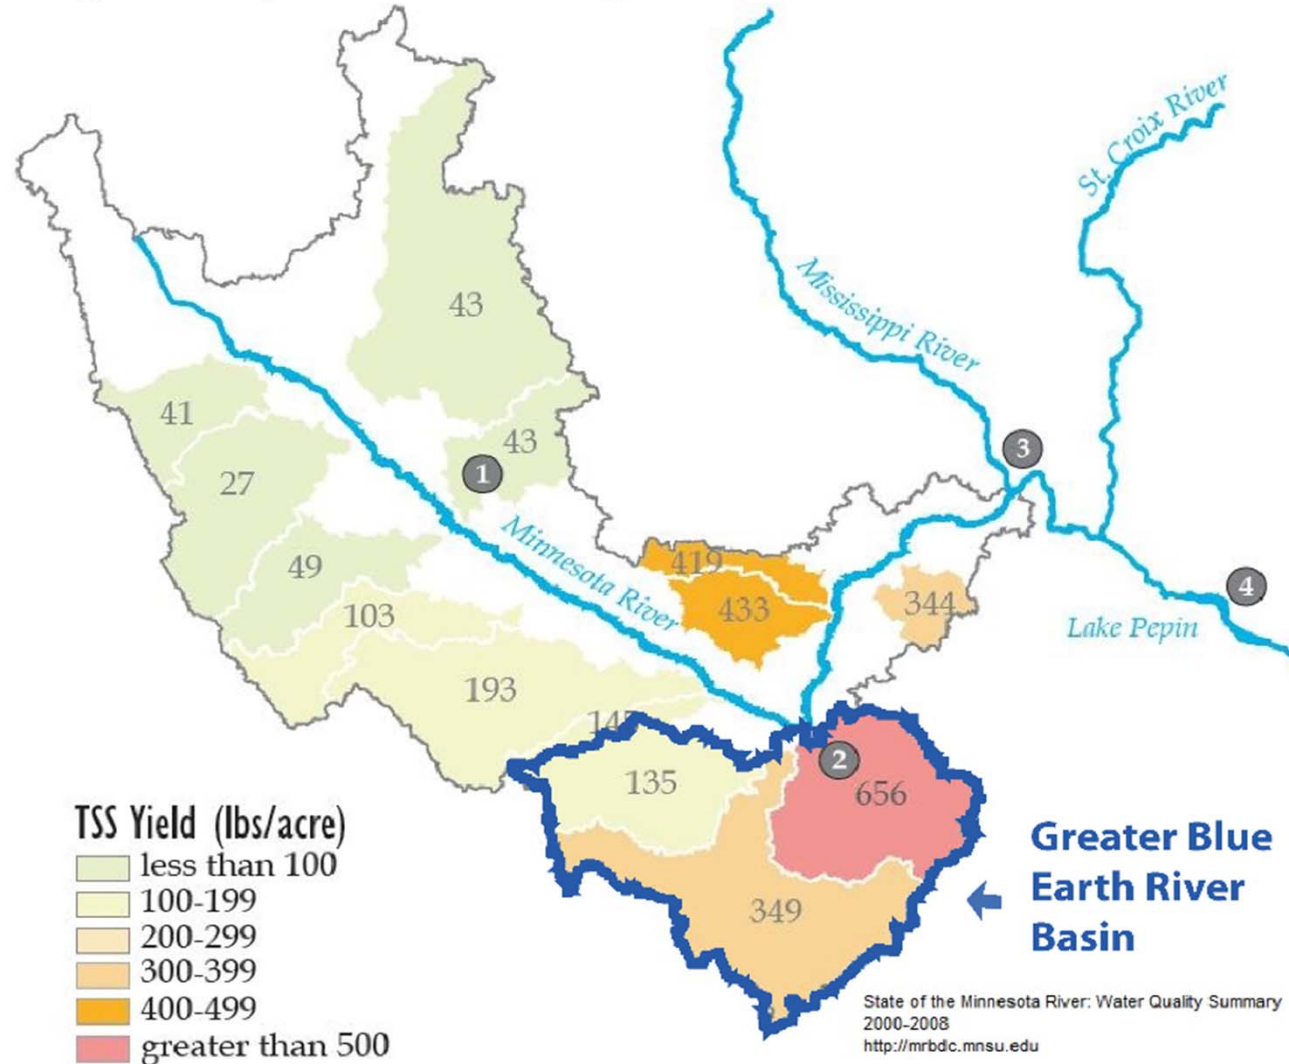 St. Croix River
Mississippi River
43
41
43
27
1
3
Minnesota River
49
419
4
103
433
344
Lake Pepin
193
145
135
2
656
TSS Yield (lbs/acre)
less than 100
100-199
200-299
300-399
400-499
greater than 500
349
Greater Blue
Earth River
Basin
State of the Minnesota River: Water Quality Summary
2000-2008
http://mrbdc.mnsu.edu